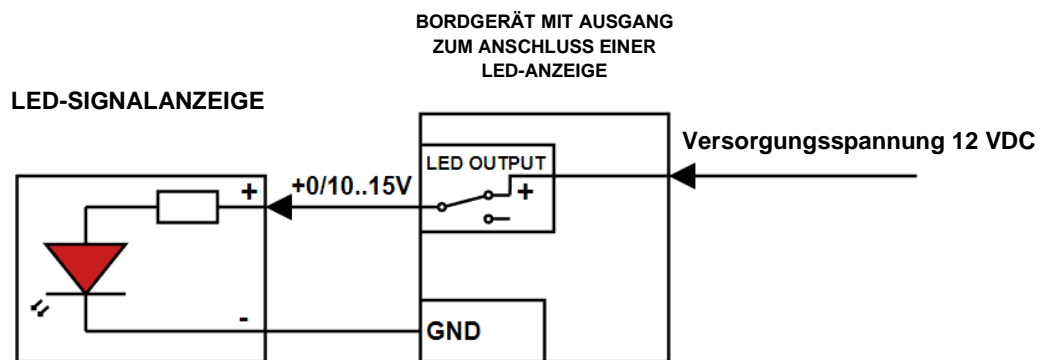 BORDGERÄT MIT AUSGANG
ZUM ANSCHLUSS EINER
LED-ANZEIGE
LED-SIGNALANZEIGE
Versorgungsspannung 12 VDC
LED OUTPUT
+
+0/10..15V
+
-
GND